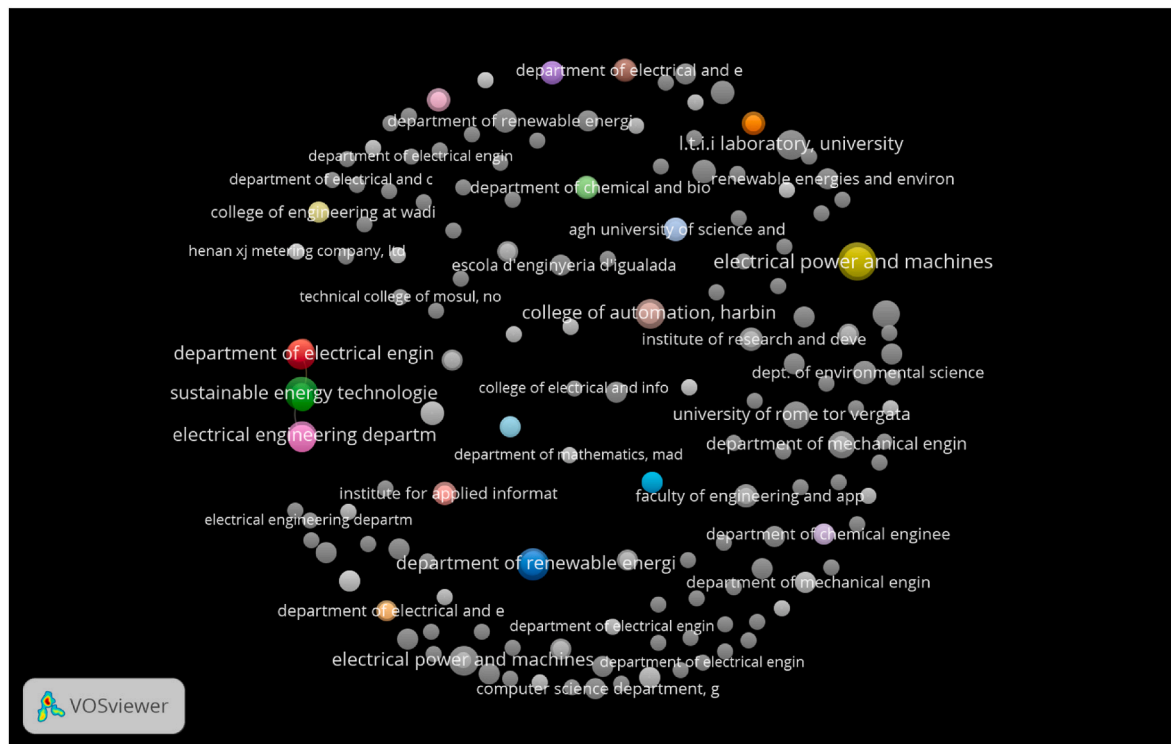 department of electrical and e
department of renewable energi
l.t.i.i laboratory, university
department of electrical engin
department of electrical and c
department of chemical and bio
renewable energies and environ
college of engineering at wadi
agh university of science and
henan xj metering company, ltd
escola d'enginyeria d'igualada
electrical power and machines
technical college of mosul, no
college of automation, harbin
institute of research and deve
department of electrical engin
dept. of environmental science
sustainable energy technologie
college of electrical and info
university of rome tor vergata
electrical engineering departm
department of mechanical engin
department of mathematics, mad
institute for applied informat
faculty of engineering and app
electrical engineering departm
department of chemical enginee
department of renewable energi
department of mechanical engin
department of electrical and e
department of electrical engin
electrical power and machines
department of electrical engin
computer science department, g
VOSviewer